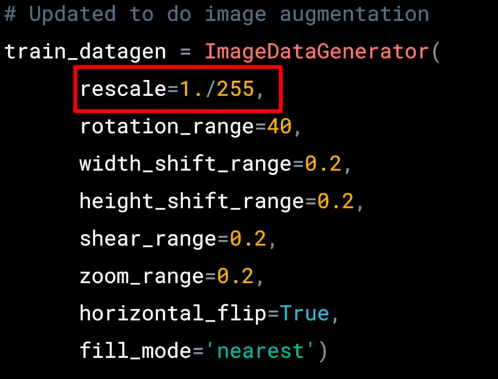 # Updated to do image augmentation
train_datagen = ImageDataGenerator(
rescale=1./255,
rotation_range=40,
width_shift_range=0.2,
height_shift_range=0.2,
shear_range=0.2,
zoom_range=0.2,
horizontal_flip=True,
fill_mode='nearest')